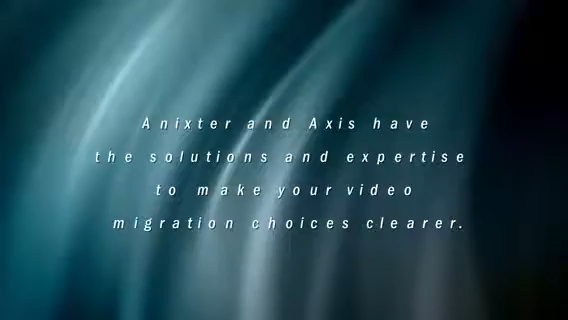 Anixter and Axis have
the solutions and expertise
to make your video
migration choices clearer.